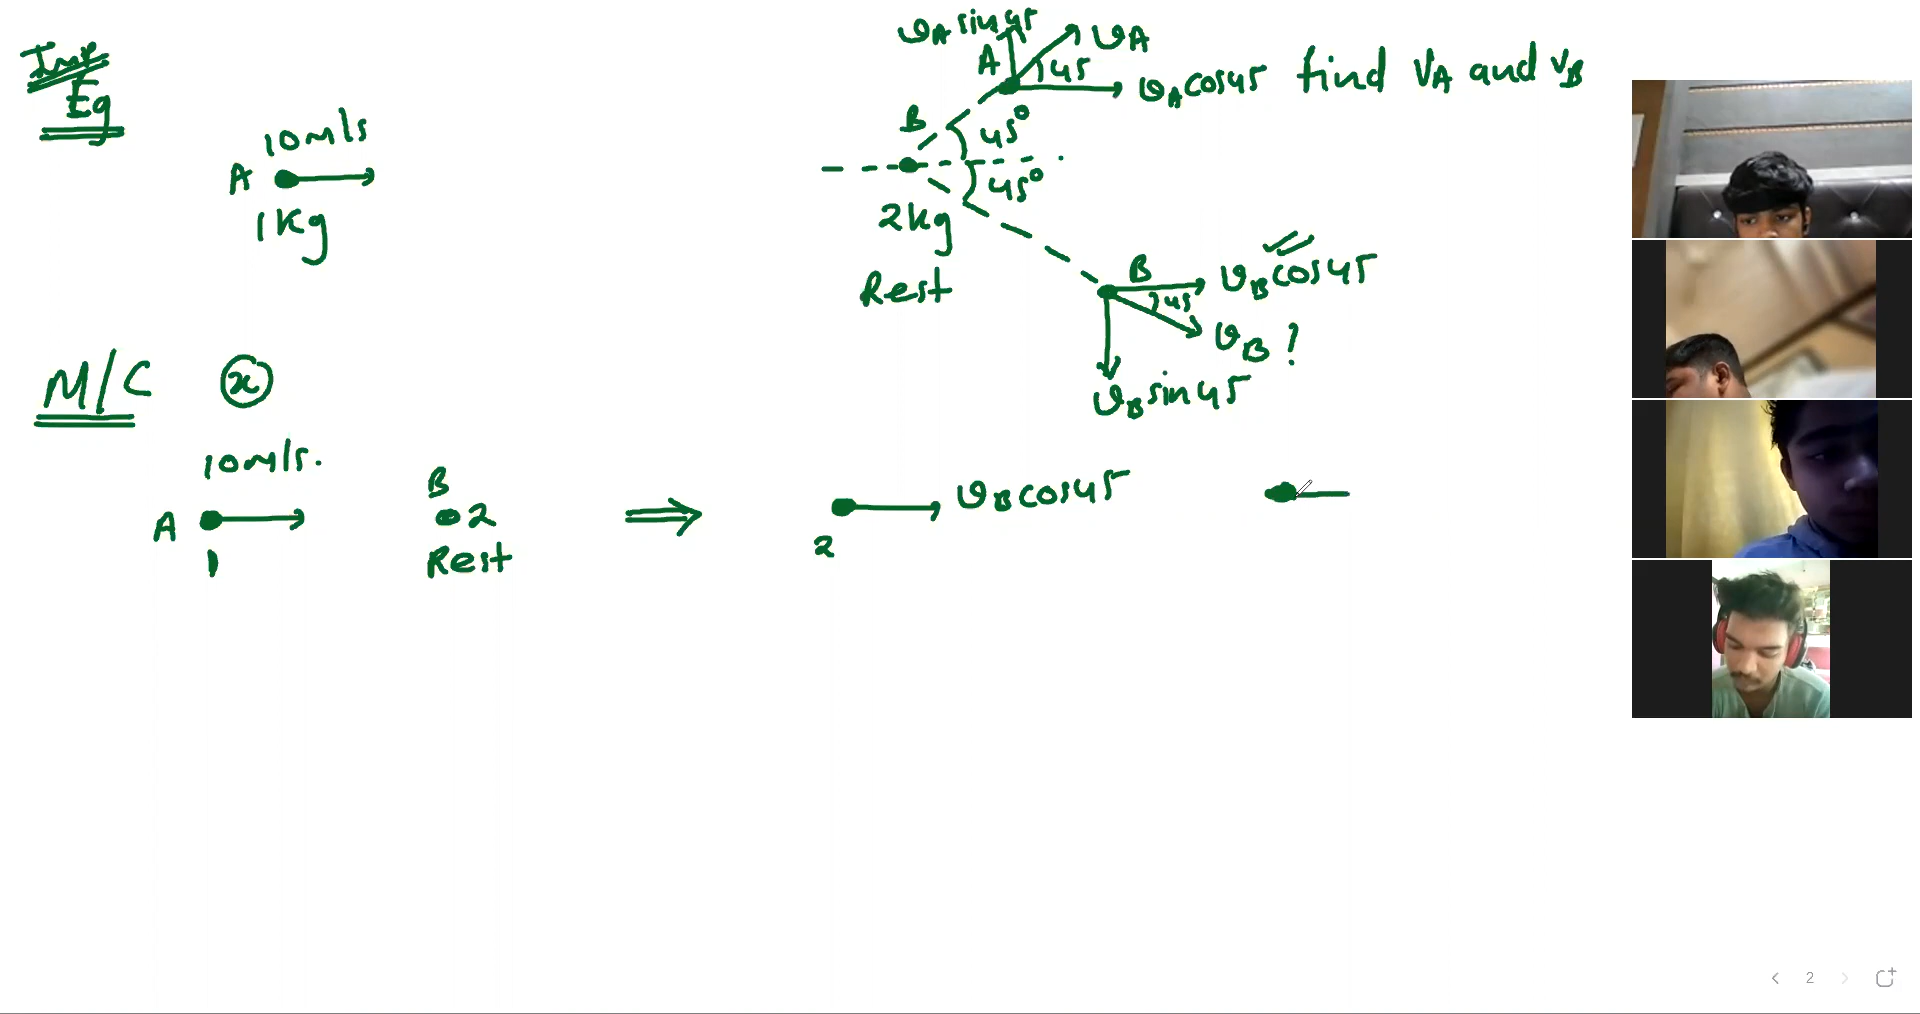 Imp
Eg
10m/s
A
1Kg
vA sin45
A
vA
45
vA cos45
find VA and VB
B
45°
45°
2kg
Rest
B
vB cos45
45
vB ?
vB sin45
M/C
x
10m/s.
A
1
B
2
Rest
⇒
vB cos45
2
2